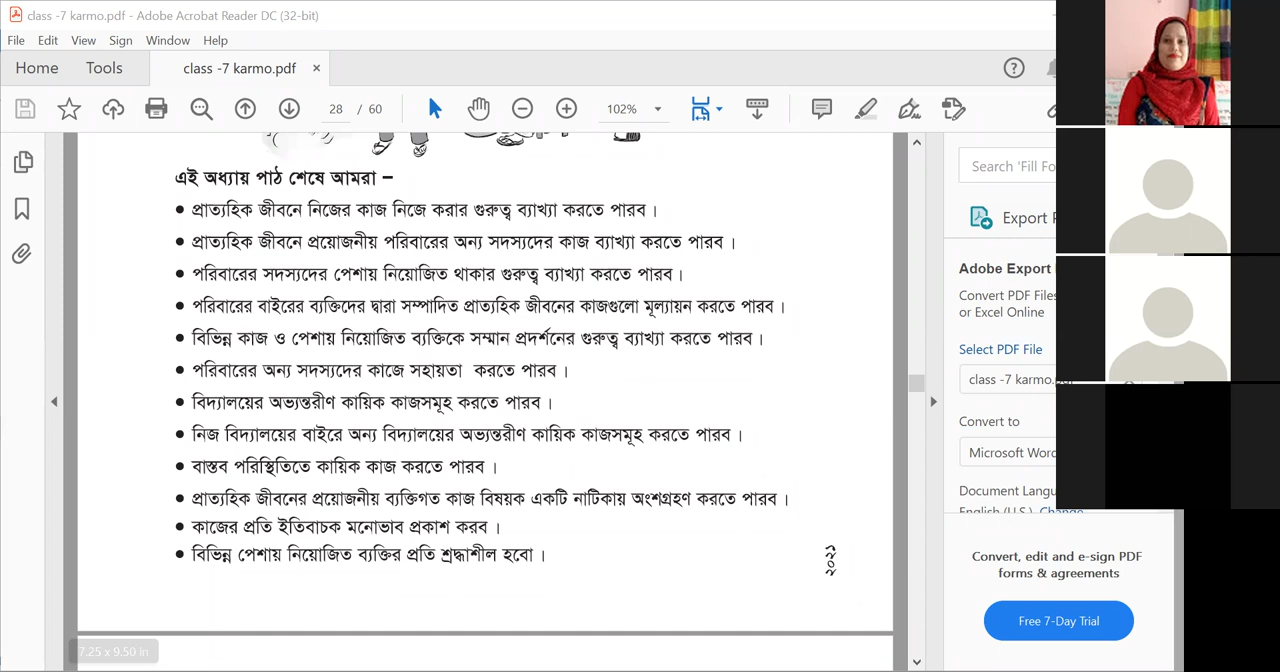 class -7 karmo.pdf - Adobe Acrobat Reader DC (32-bit)
File Edit View Sign Window Help
Home Tools class -7 karmo.pdf ×
28 / 60 102%
এই অধ্যায় পাঠ শেষে আমরা –
• প্রাত্যহিক জীবনে নিজের কাজ নিজে করার গুরুত্ব ব্যাখ্যা করতে পারব।
• প্রাত্যহিক জীবনে প্রয়োজনীয় পরিবারের অন্য সদস্যদের কাজ ব্যাখ্যা করতে পারব।
• পরিবারের সদস্যদের পেশায় নিয়োজিত থাকার গুরুত্ব ব্যাখ্যা করতে পারব।
• পরিবারের বাইরের ব্যক্তিদের দ্বারা সম্পাদিত প্রাত্যহিক জীবনের কাজগুলো মূল্যায়ন করতে পারব।
• বিভিন্ন কাজ ও পেশায় নিয়োজিত ব্যক্তিকে সম্মান প্রদর্শনের গুরুত্ব ব্যাখ্যা করতে পারব।
• পরিবারের অন্য সদস্যদের কাজে সহায়তা করতে পারব।
• বিদ্যালয়ের অভ্যন্তরীণ কায়িক কাজসমূহ করতে পারব।
• নিজ বিদ্যালয়ের বাইরে অন্য বিদ্যালয়ের অভ্যন্তরীণ কায়িক কাজসমূহ করতে পারব।
• বাস্তব পরিস্থিতিতে কায়িক কাজ করতে পারব।
• প্রাত্যহিক জীবনের প্রয়োজনীয় ব্যক্তিগত কাজ বিষয়ক একটি নাটিকায় অংশগ্রহণ করতে পারব।
• কাজের প্রতি ইতিবাচক মনোভাব প্রকাশ করব।
• বিভিন্ন পেশায় নিয়োজিত ব্যক্তির প্রতি শ্রদ্ধাশীল হবো।
২০২১
7.25 x 9.50 in
Search 'Fill Fo
Export
Adobe Export
Convert PDF Files
or Excel Online
Select PDF File
class -7 karmo.pdf
Convert to
Microsoft Word
Document Langu
English (U.S.) Change
Convert, edit and e-sign PDF
forms & agreements
Free 7-Day Trial